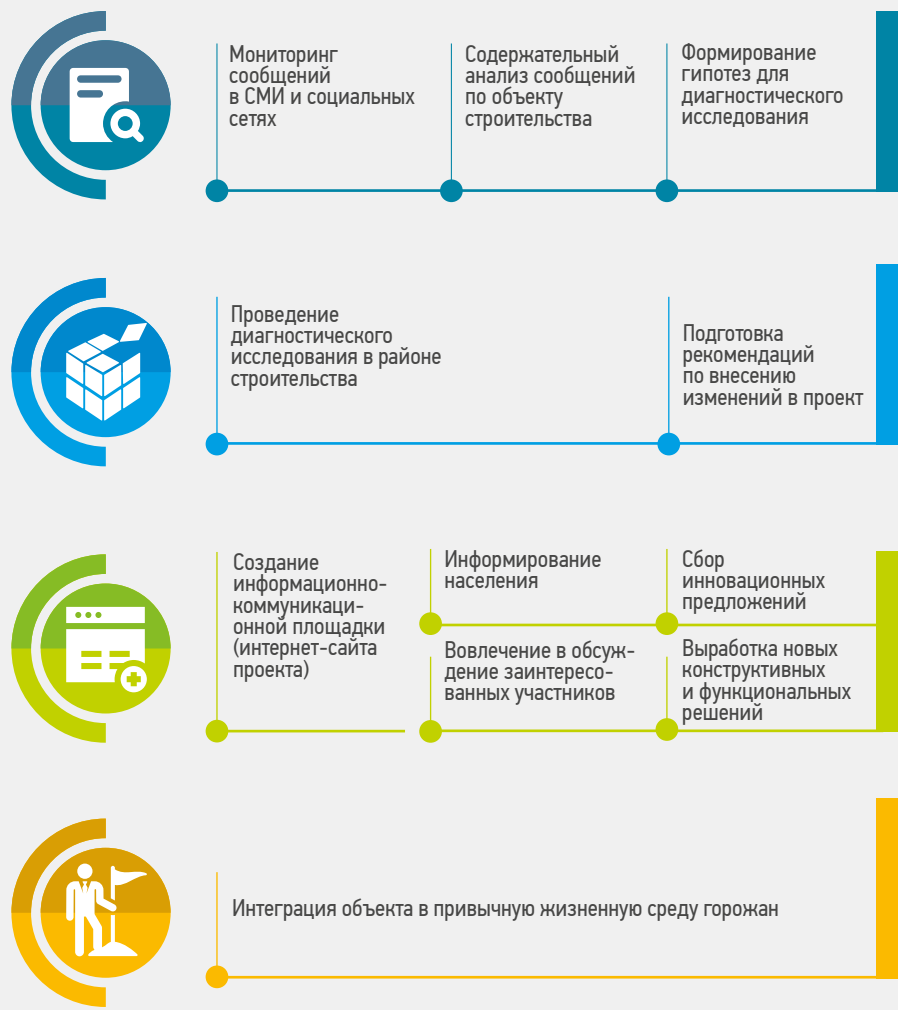 Мониторинг
сообщений
в СМИ и социальных
сетях
Содержательный
анализ сообщений
по объекту
строительства
Формирование
гипотез для
диагностического
исследования
Проведение
диагностического
исследования в районе
строительства
Подготовка
рекомендаций
по внесению
изменений в проект
Создание
информационно-
коммуникаци-
онной площадки
(интернет-сайта
проекта)
Информирование
населения
Сбор
инновационных
предложений
Вовлечение в обсуж-
дение заинтересо-
ванных участников
Выработка новых
конструктивных
и функциональных
решений
Интеграция объекта в привычную жизненную среду горожан